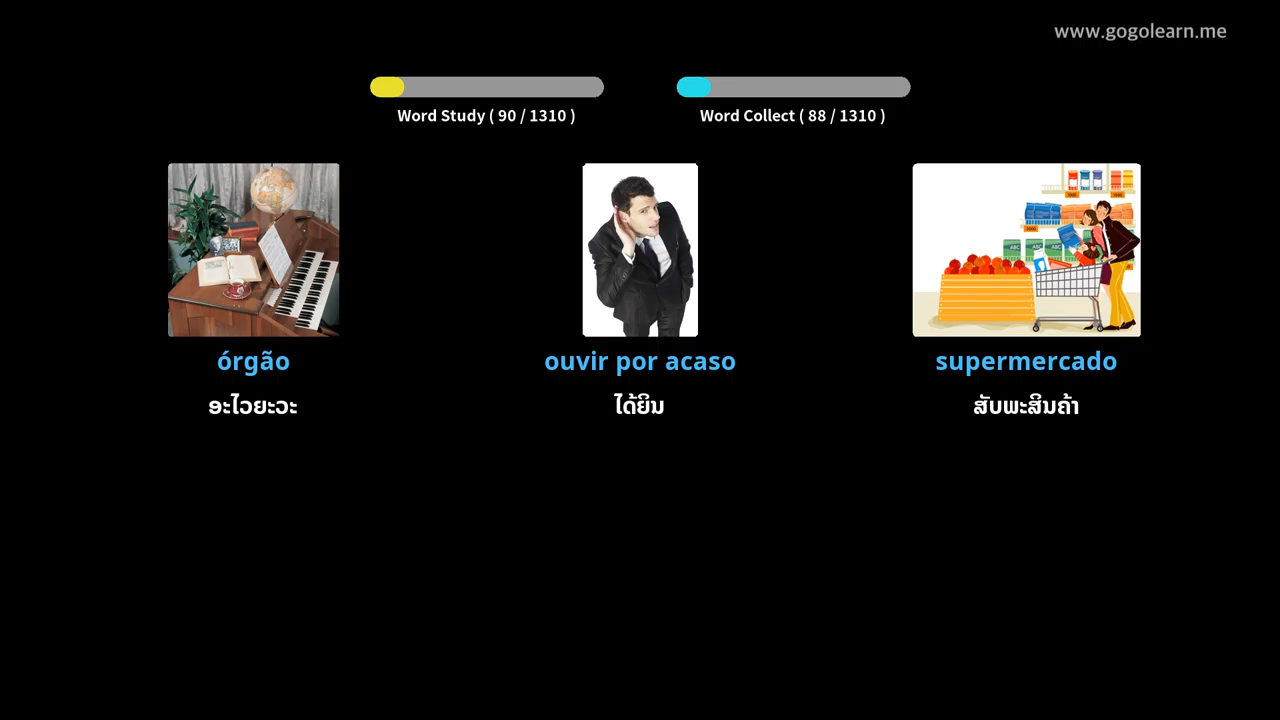 www.gogolearn.me
Word Study ( 90 / 1310 )
Word Collect ( 88 / 1310 )
órgão
ouvir por acaso
supermercado
ອະໄວຍະວະ
ໄດ້ຍິນ
ສັບພະສິນຄ້າ